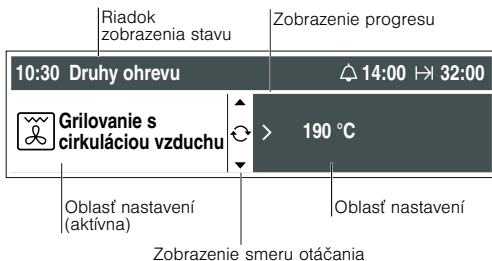 Riadok
zobrazenia stavu
Zobrazenie progresu
10:30 Druhy ohrevu 14:00 32:00
Grilovanie s
cirkuláciou vzduchu
190 °C
Oblasť nastavení
(aktívna)
Oblasť nastavení
Zobrazenie smeru otáčania